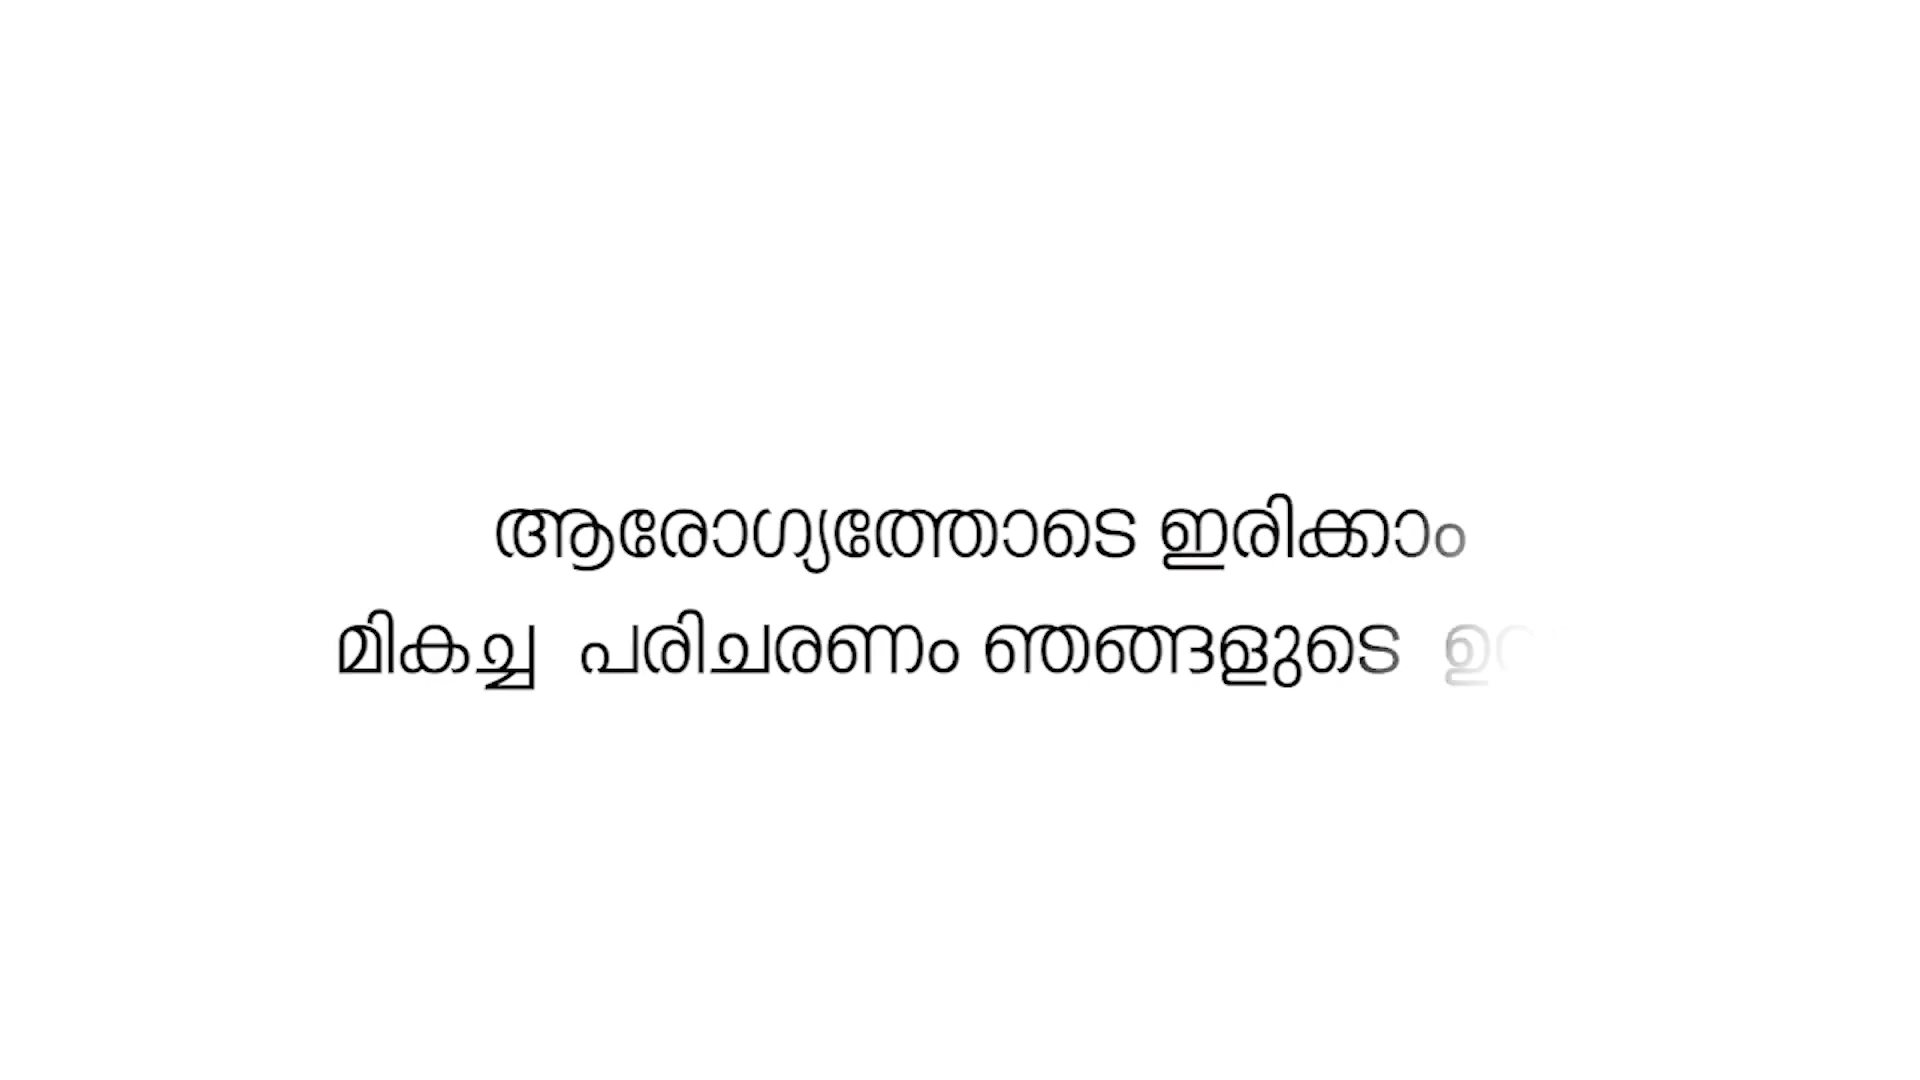 ആരോഗ്യത്തോടെ ഇരിക്കാം
മികച്ച പരിചരണം ഞങ്ങളുടെ